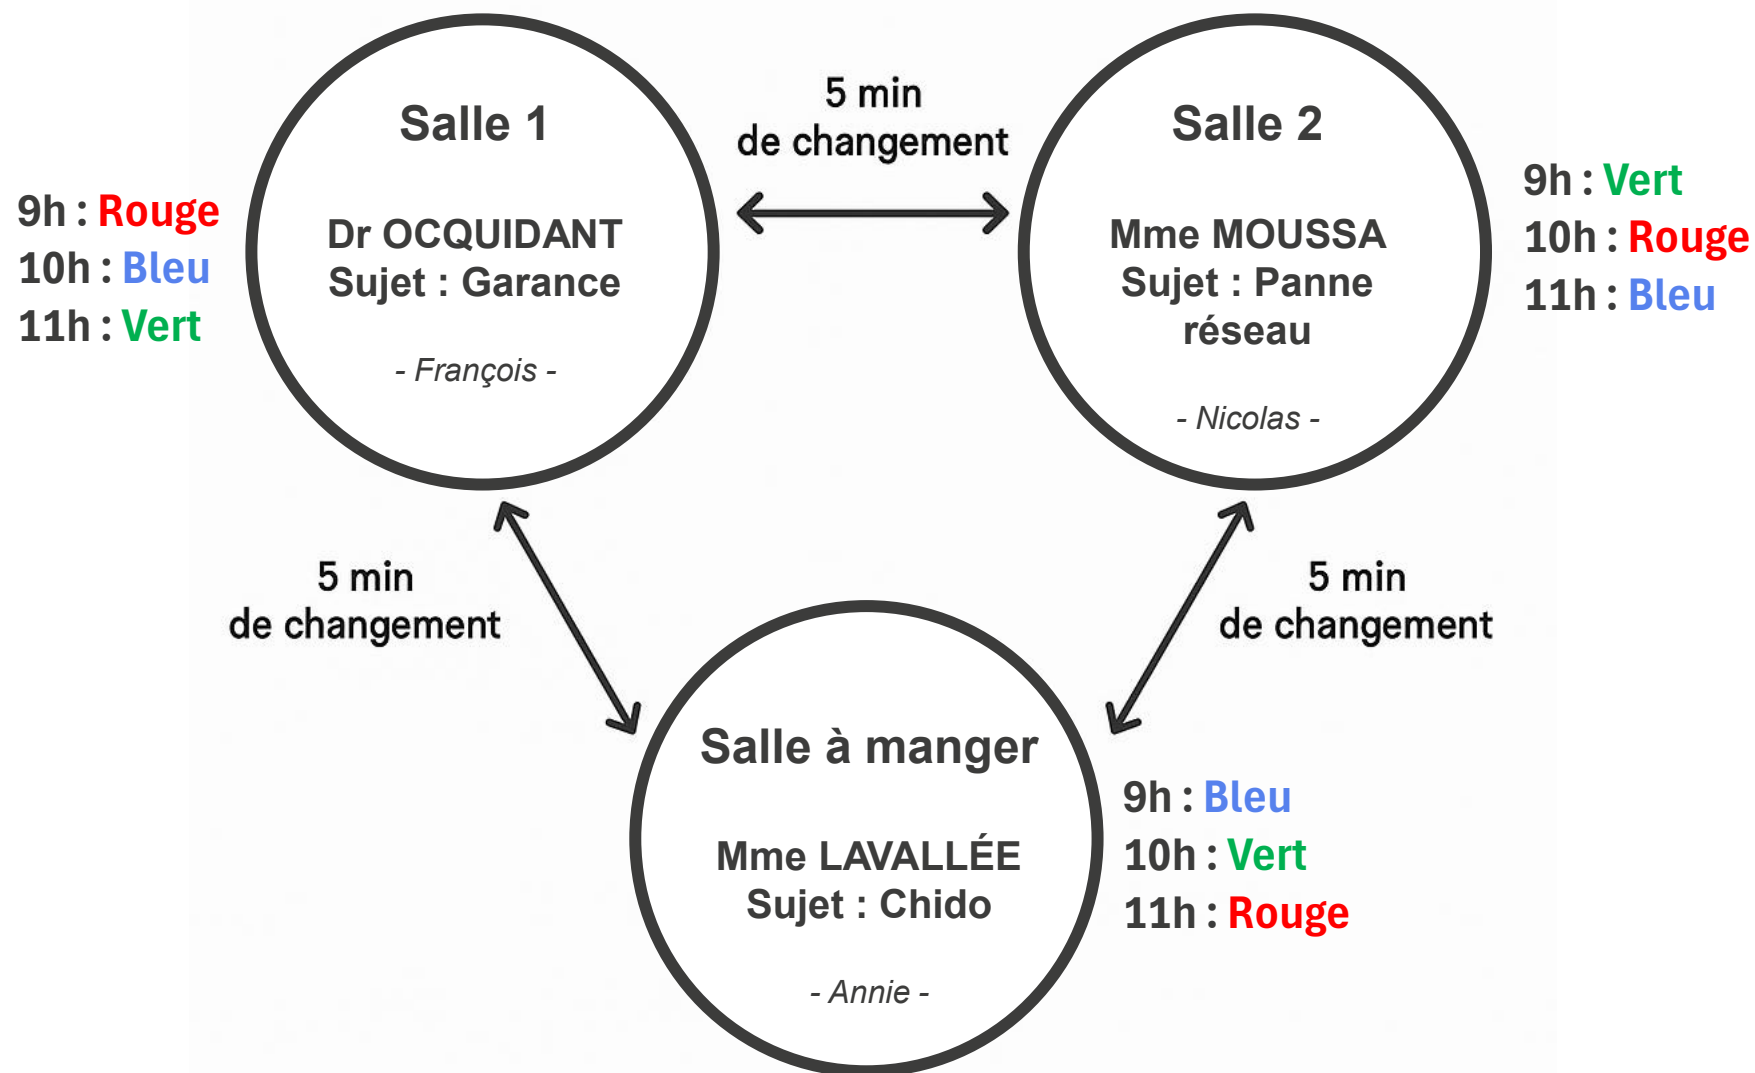 Salle 1
Dr OCQUIDANT
Sujet : Garance
- François -
9h : Rouge
10h : Bleu
11h : Vert
5 min
de changement
Salle 2
Mme MOUSSA
Sujet : Panne
réseau
- Nicolas -
9h : Vert
10h : Rouge
11h : Bleu
5 min
de changement
5 min
de changement
Salle à manger
Mme LAVALLÉE
Sujet : Chido
- Annie -
9h : Bleu
10h : Vert
11h : Rouge